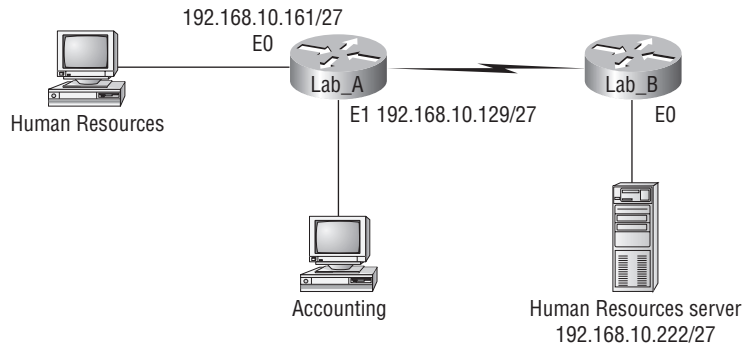 192.168.10.161/27
E0
Lab_A
Lab_B
Human Resources
E1 192.168.10.129/27
E0
Accounting
Human Resources server
192.168.10.222/27